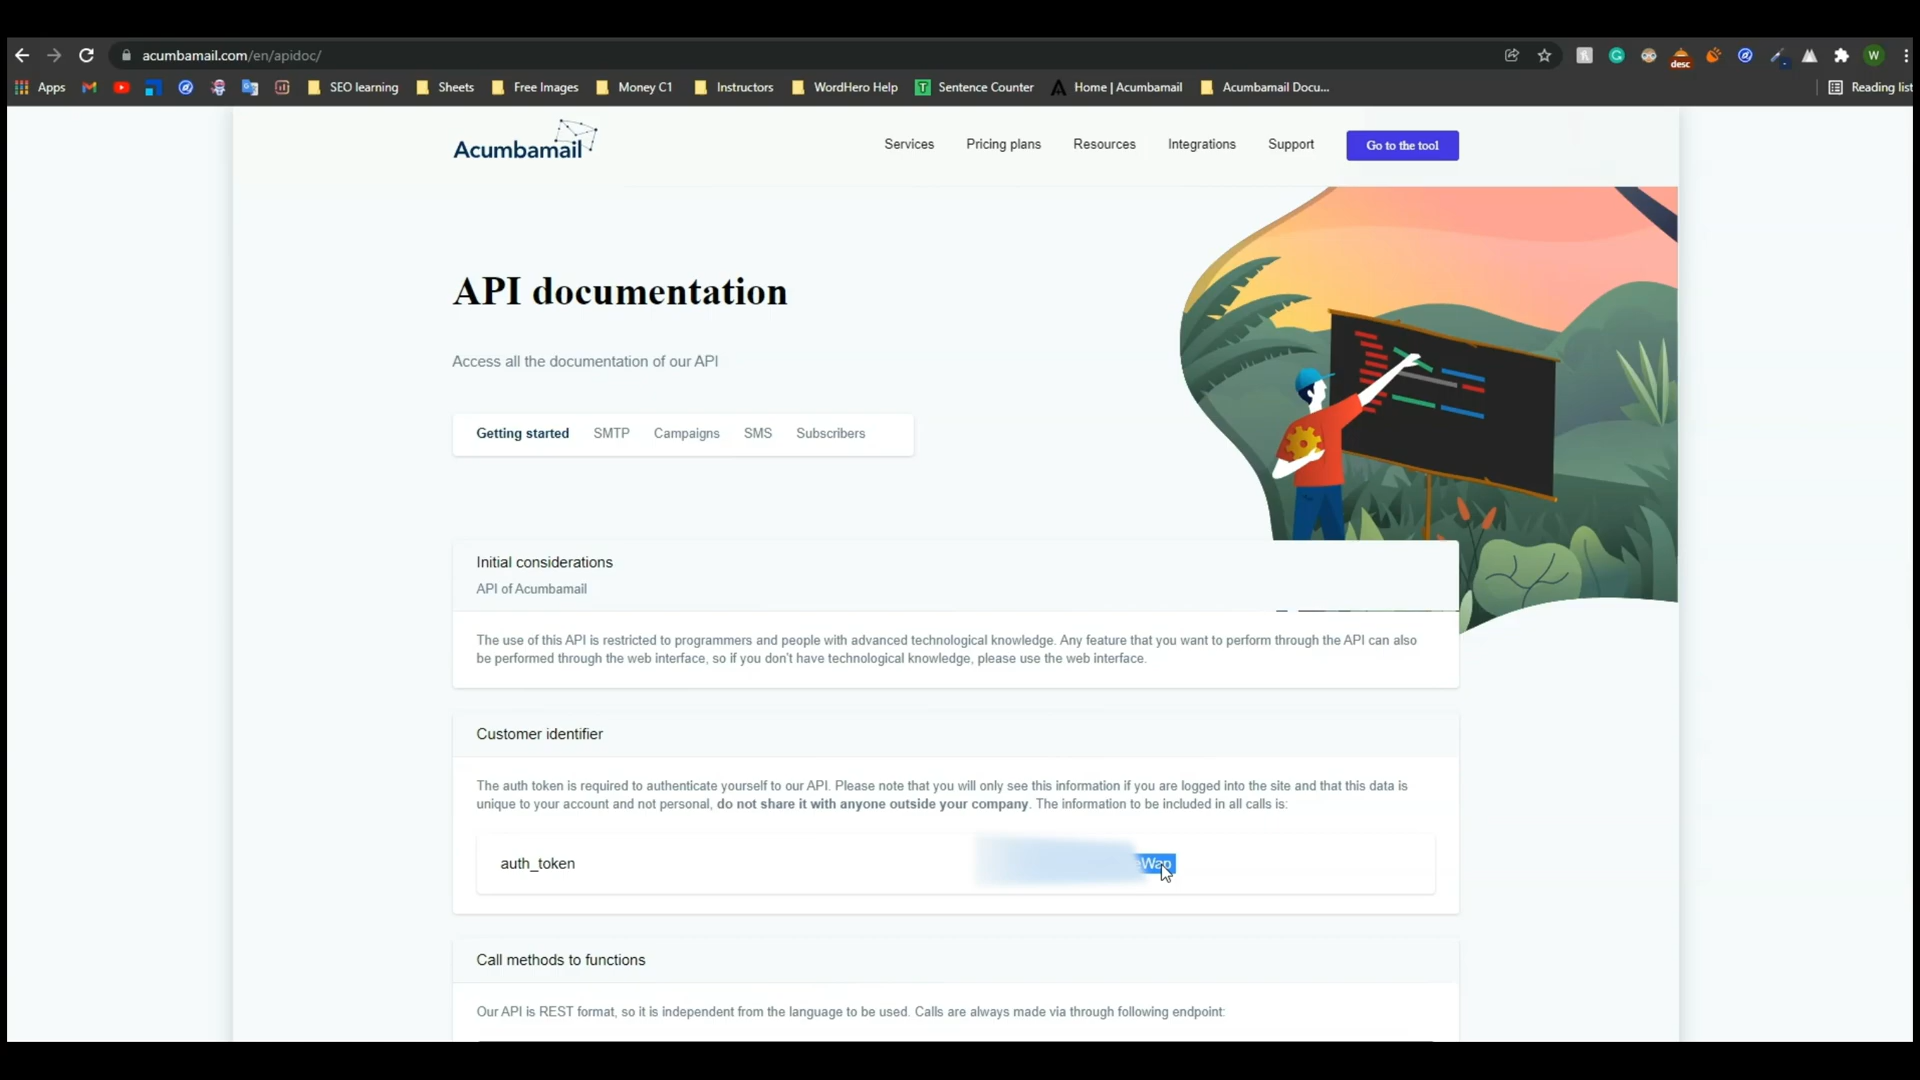 acumbamail.com/en/apidoc/
desc
W
Apps
SEO learning
Sheets
Free Images
Money C1
Instructors
WordHero Help
T
Sentence Counter
Home | Acumbamail
Acumbamail Docu...
Reading list
Acumbamail
Services
Pricing plans
Resources
Integrations
Support
Go to the tool
API documentation
Access all the documentation of our API
Getting started
SMTP
Campaigns
SMS
Subscribers
Initial considerations
API of Acumbamail
The use of this API is restricted to programmers and people with advanced technological knowledge. Any feature that you want to perform through the API can also
be performed through the web interface, so if you don't have technological knowledge, please use the web interface.
Customer identifier
The auth token is required to authenticate yourself to our API. Please note that you will only see this information if you are logged into the site and that this data is
unique to your account and not personal, do not share it with anyone outside your company. The information to be included in all calls is:
auth_token
Call methods to functions
Our API is REST format, so it is independent from the language to be used. Calls are always made via through following endpoint: